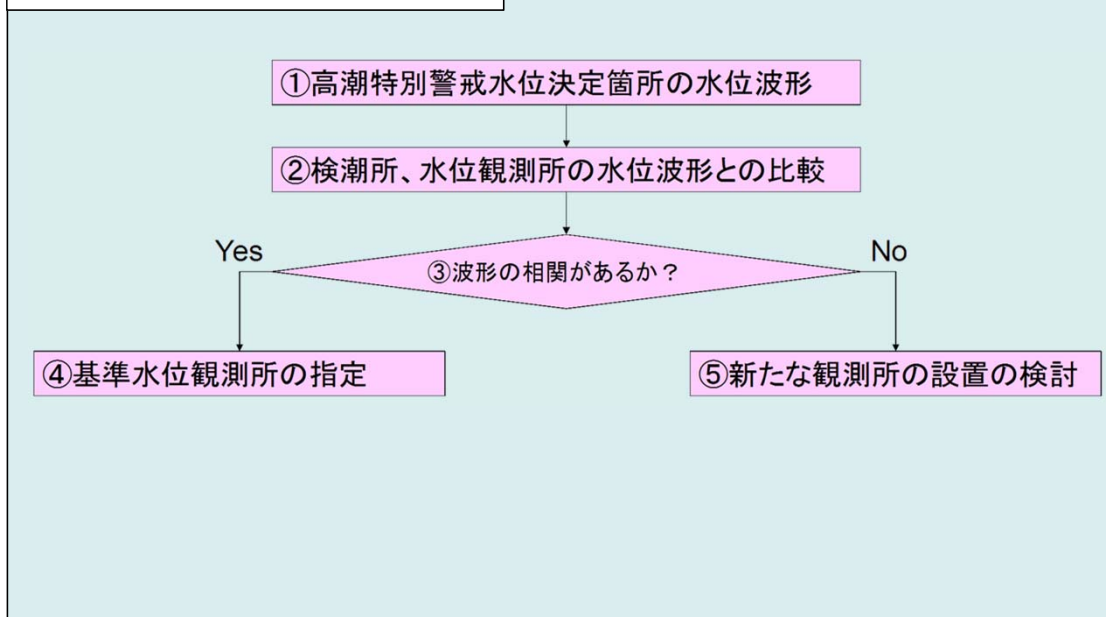 ①高潮特別警戒水位決定箇所の水位波形
②検潮所、水位観測所の水位波形との比較
Yes
No
③波形の相関があるか？
④基準水位観測所の指定
⑤新たな観測所の設置の検討